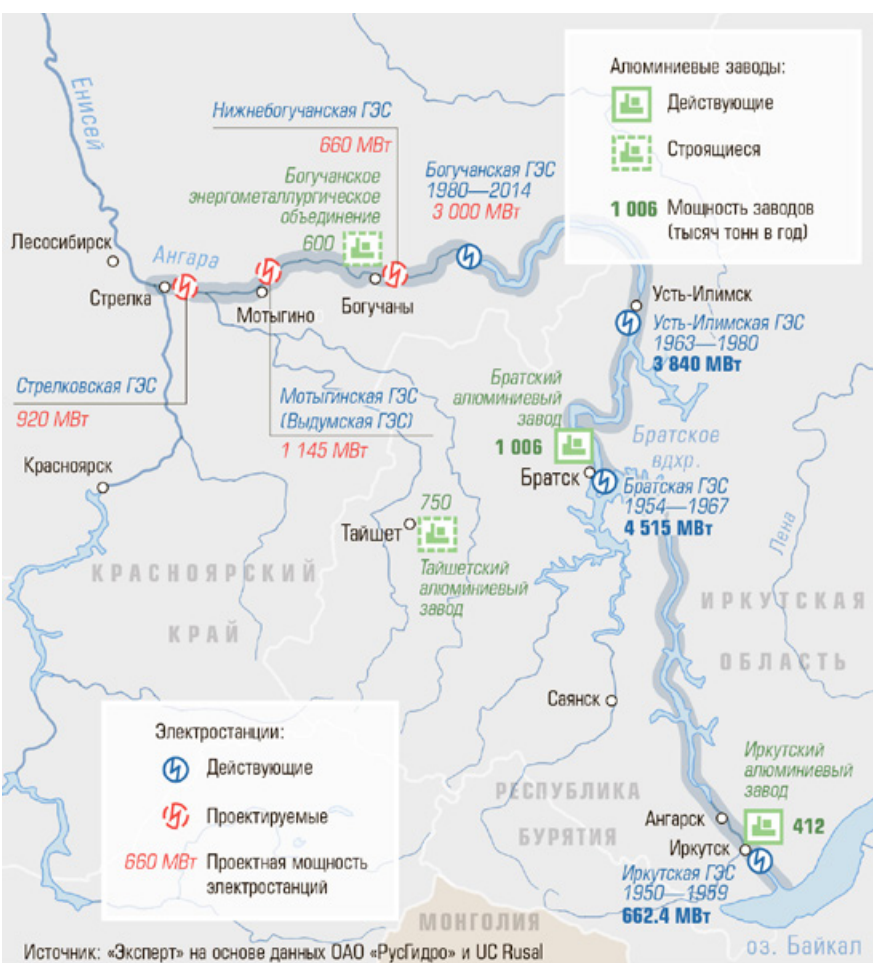 Алюминиевые заводы:
Действующие
Строящиеся
1 006 Мощность заводов
(тысяч тонн в год)
Енисей
Нижнебогучанская ГЭС
660 МВт
Богучанское
энергометаллургическое
объединение
600
Богучанская ГЭС
1980—2014
3 000 МВт
Лесосибирск
Ангара
Стрелка
Мотыгино
Богучаны
Усть-Илимск
Усть-Илимская ГЭС
1963—1980
3 840 МВт
Стрелковская ГЭС
920 МВт
Мотыгинская ГЭС
(Выдумская ГЭС)
1 145 МВт
Братский
алюминиевый
завод
1 006
Братское
вдхр.
Красноярск
Братск
Братская ГЭС
1954—1967
4 515 МВт
750
Тайшет
Тайшетский
алюминиевый
завод
Лена
КРАСНОЯРСКИЙ
КРАЙ
ИРКУТСКАЯ
ОБЛАСТЬ
Саянск
Электростанции:
Действующие
Проектируемые
660 МВт Проектная мощность
электростанций
РЕСПУБЛИКА
БУРЯТИЯ
Иркутский
алюминиевый
завод
412
Ангарск
Иркутск
Иркутская ГЭС
1950—1959
662.4 МВт
МОНГОЛИЯ
оз. Байкал
Источник: «Эксперт» на основе данных ОАО «РусГидро» и UC Rusal